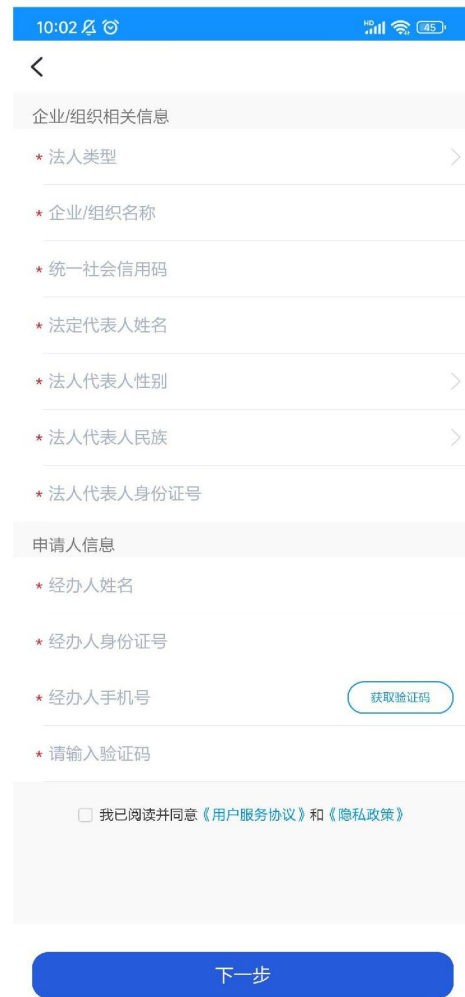 10:02 HD 45
企业/组织相关信息
* 法人类型
* 企业/组织名称
* 统一社会信用码
* 法定代表人姓名
* 法人代表人性别
* 法人代表人民族
* 法人代表人身份证号
申请人信息
* 经办人姓名
* 经办人身份证号
* 经办人手机号 获取验证码
* 请输入验证码
我已阅读并同意《用户服务协议》和《隐私政策》
下一步